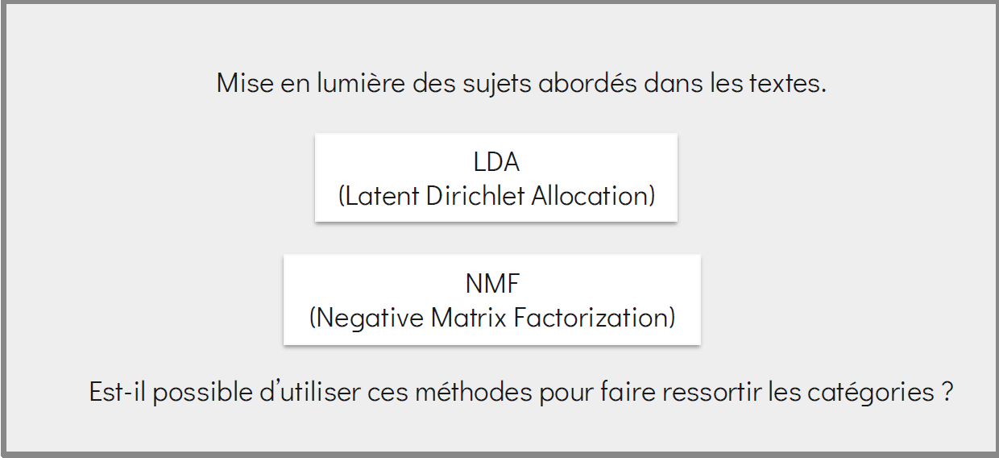 Mise en lumière des sujets abordés dans les textes.
LDA
(Latent Dirichlet Allocation)
NMF
(Negative Matrix Factorization)
Est-il possible d’utiliser ces méthodes pour faire ressortir les catégories ?